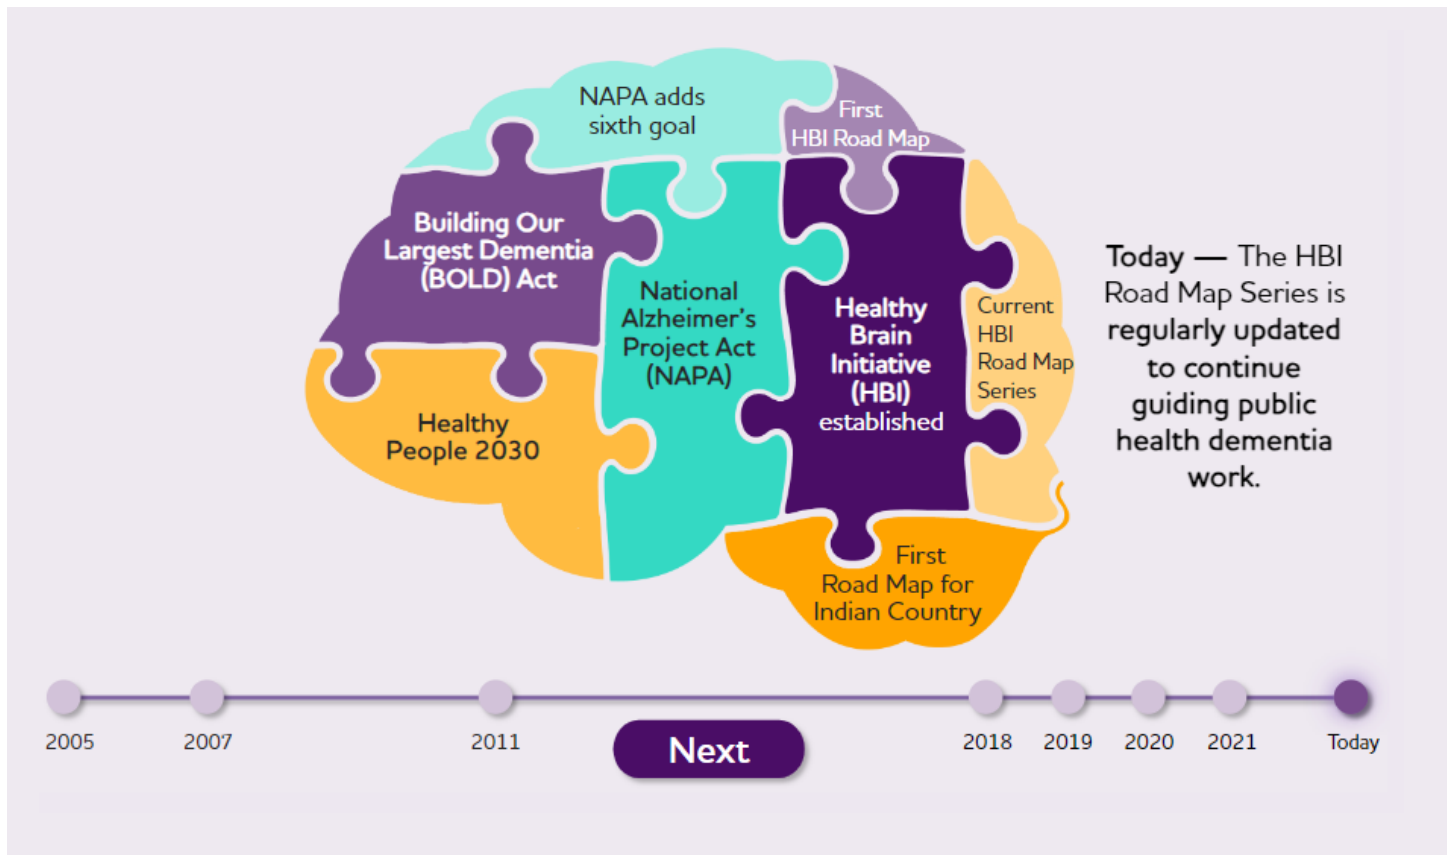 NAPA adds
sixth goal
First
HBI Road Map
Building Our
Largest Dementia
(BOLD) Act
National
Alzheimer's
Project Act
(NAPA)
Healthy
Brain
Initiative
(HBI)
established
Current
HBI
Road Map
Series
Healthy
People 2030
First
Road Map for
Indian Country
Today — The HBI
Road Map Series is
regularly updated
to continue
guiding public
health dementia
work.
2005
2007
2011
2018
2019
2020
2021
Today
Next